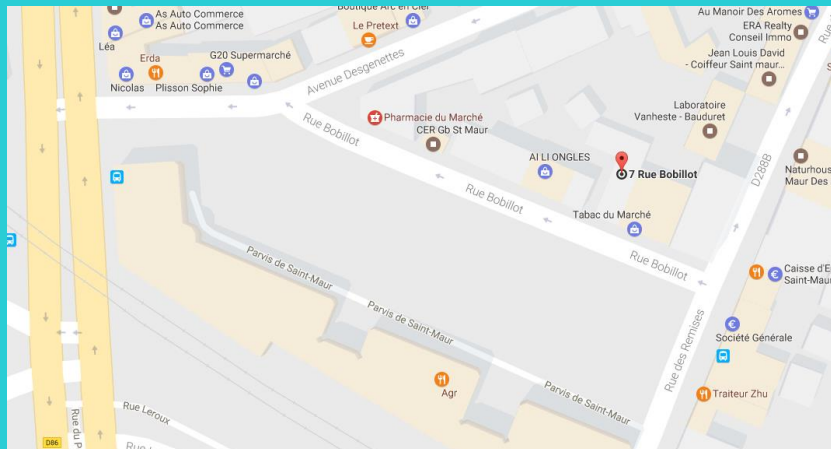 Boutique Arc en Ciel
As Auto Commerce
As Auto Commerce
Léa
Le Pretext
Au Manoir Des Aromes
ERA Realty
Conseil Immo
Jean Louis David
- Coiffeur Saint maur...
Erda
G20 Supermarché
Nicolas
Plisson Sophie
Avenue Desgenettes
Rue Bobillot
Pharmacie du Marché
CER Gb St Maur
Laboratoire
Vanheste - Bauduret
AI LI ONGLES
7 Rue Bobillot
D288B
Naturhous
Maur Des
Rue Bobillot
Tabac du Marché
Rue Bobillot
Parvis de Saint-Maur
Caisse d'E
Saint-Maur
Parvis de Saint-Maur
Société Générale
Rue des Remises
Agr
Parvis de Saint-Maur
Traiteur Zhu
Rue Leroux
Rue du P
D86